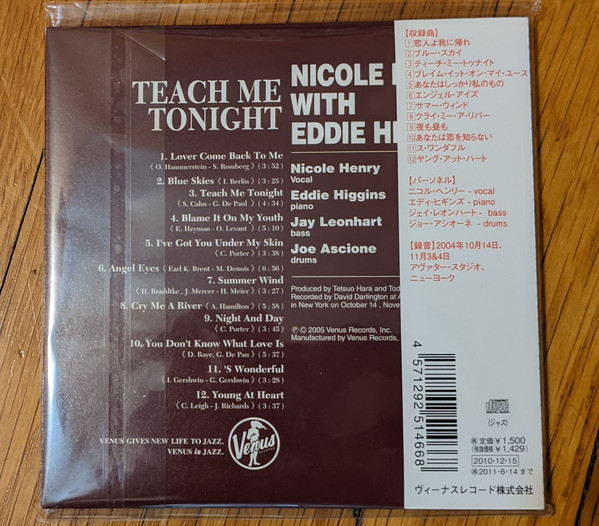 TEACH ME
TONIGHT
NICOLE
WITH
EDDIE HI
1. Lover Come Back To Me
( O. Hammerstein - S. Romberg ) ( 3 : 52 )
2. Blue Skies ( I. Berlin ) ( 3 : 25 )
3. Teach Me Tonight
( S. Cahn - G. De Paul ) ( 4 : 34 )
4. Blame It On My Youth
( E. Heyman - O. Levant ) ( 5 : 10 )
5. I've Got You Under My Skin
( C. Porter ) ( 3 : 38 )
6. Angel Eyes ( Earl K. Brent - M. Dennis ) ( 6 : 56 )
7. Summer Wind
( H. Braddtke , J. Mercer - H. Meier ) ( 3 : 27 )
8. Cry Me A River ( A. Hamilton ) ( 5 : 58 )
9. Night And Day
( C. Porter ) ( 3 : 45 )
10. You Don't Know What Love Is
( D. Raye, G. De Pau ) ( 5 : 37 )
11. 'S Wonderful
( I. Gershwin - G. Gershwin ) ( 3 : 28 )
12. Young At Heart
( C. Leigh - J. Richards ) ( 3 : 37 )
VENUS GIVES NEW LIFE TO JAZZ.
VENUS in JAZZ.
Venus
Nicole Henry
Vocal
Eddie Higgins
piano
Jay Leonhart
bass
Joe Ascione
drums
Produced by Tetsuo Hara and Tod
Recorded by David Darlington at A
in New York on October 14 , Nove
Ⓟ © 2005 Venus Records, Inc.
Manufactured by Venus Records,
【収録曲】
1 恋人よ我に帰れ
2 ブルー・スカイ
3 ティーチ・ミー・トゥナイト
4 ブレイム・イット・オン・マイ・ユース
5 あなたはしっかり私のもの
6 エンジェル・アイズ
7 サマー・ウィンド
8 クライ・ミー・ア・リバー
9 夜も昼も
10 あなたは恋を知らない
11 ス・ワンダフル
12 ヤング・アット・ハート
【パーソネル】
ニコル・ヘンリー - vocal
エディ・ヒギンズ - piano
ジェイ・レオンハート - bass
ジョー・アシオーネ - drums
【録音】2004年10月14日、
11月3&4日
アヴァター・スタジオ、
ニューヨーク
4 571292 514668
COMPACT
disc
DIGITAL AUDIO
(ジャズ)
定価 ¥1,500
(税抜価格 ¥1,429)
2010-12-15
2011・6・14 まで
ヴィーナスレコード株式会社